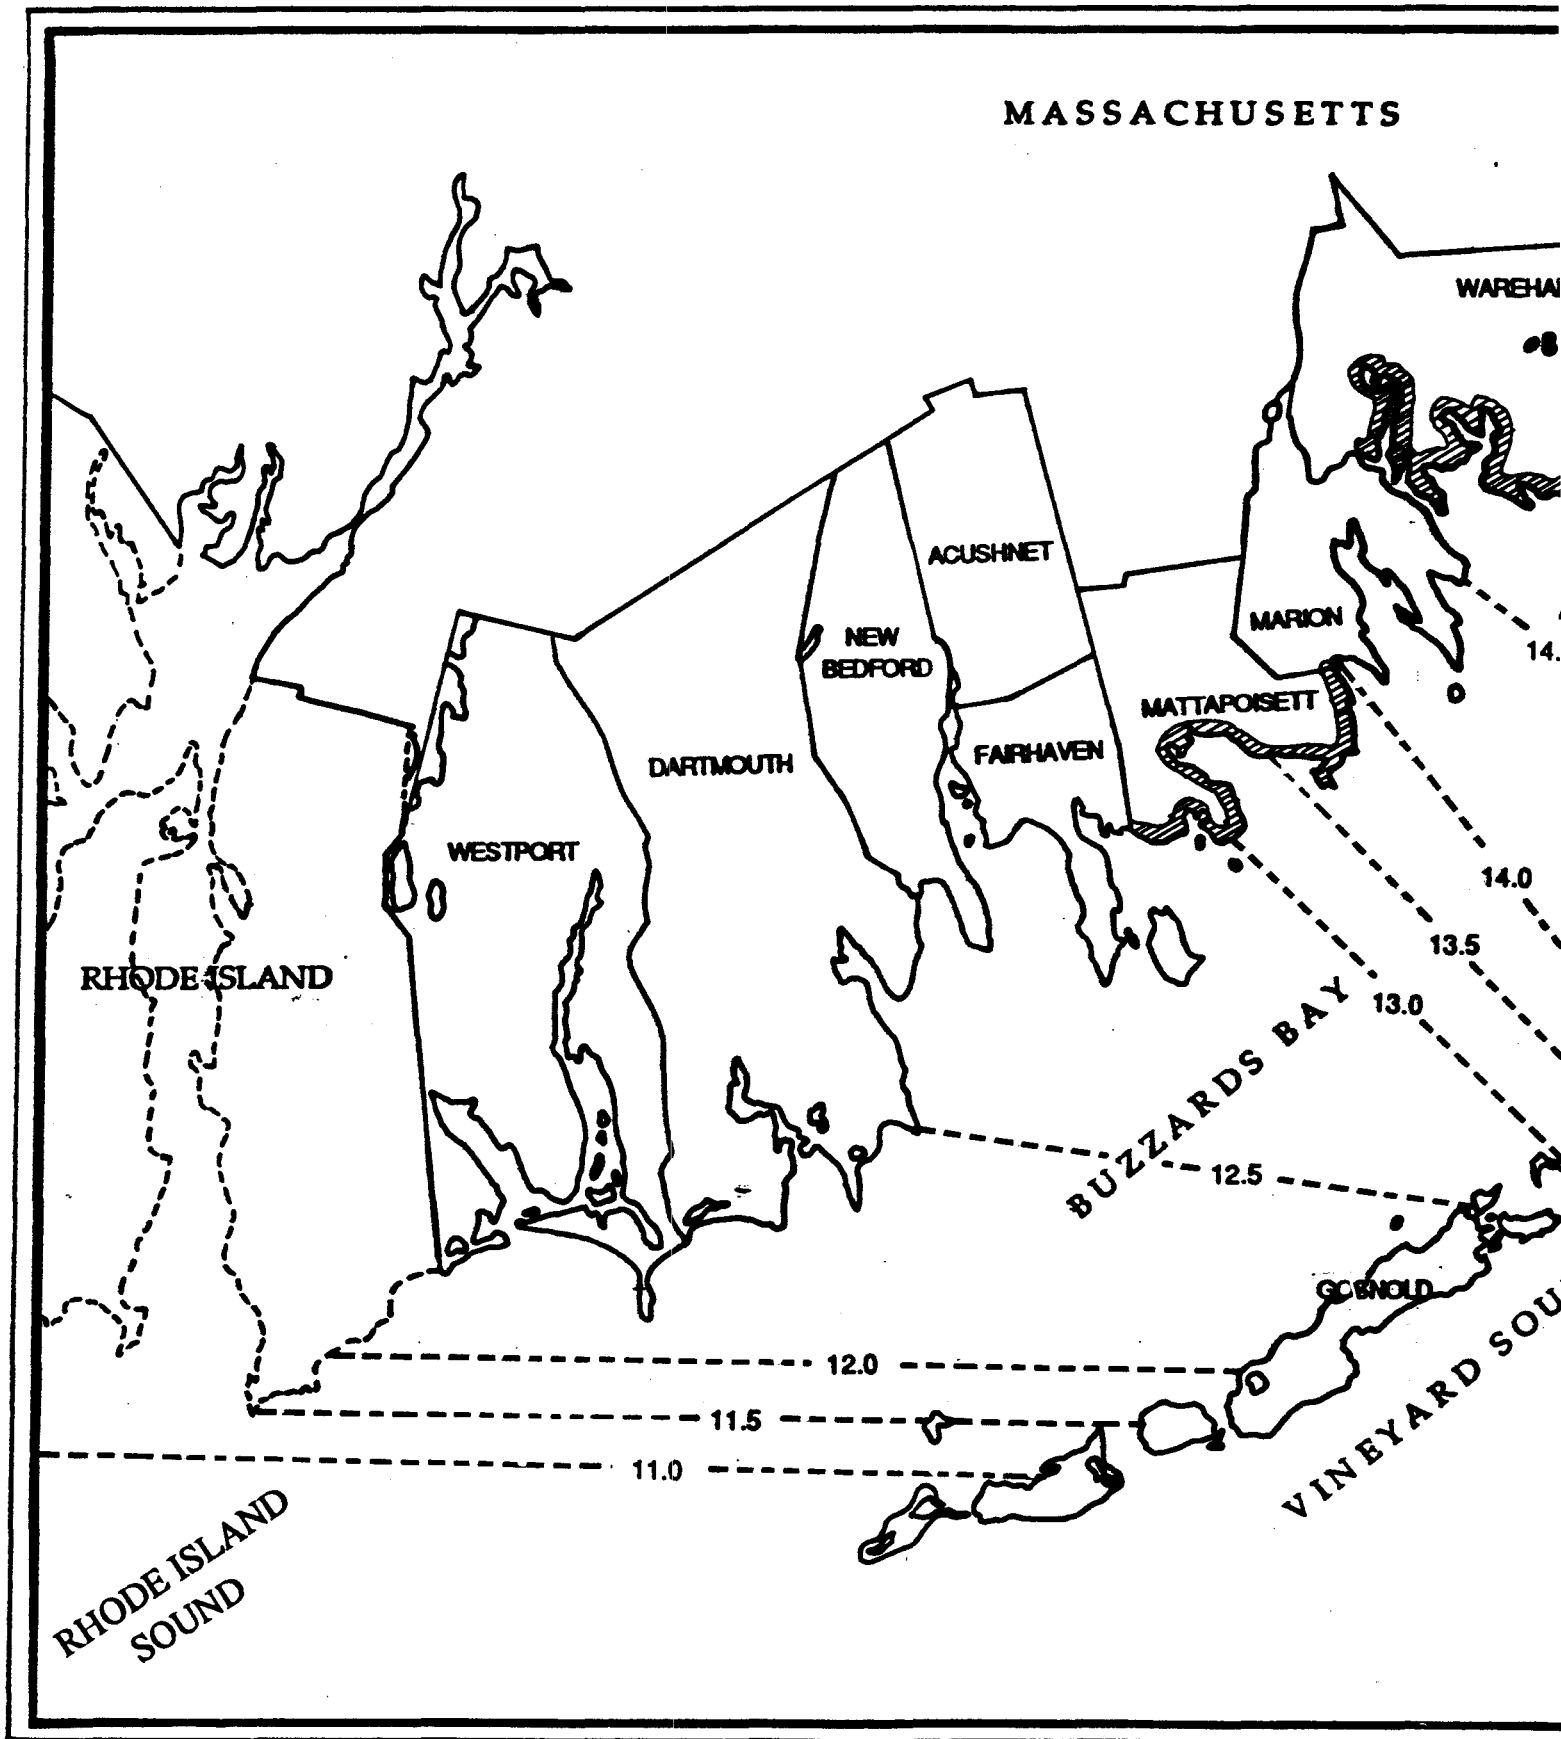 MASSACHUSETTS
WAREHA
ACUSHNET
NEW
BEDFORD
MARION
14.
MATTAPOISETT
FAIRHAVEN
DARTMOUTH
WESTPORT
14.0
13.5
13.0
RHODE ISLAND
BUZZARDS BAY
12.5
GOSNOLD
VINEYARD SOU
12.0
11.5
11.0
RHODE ISLAND
SOUND